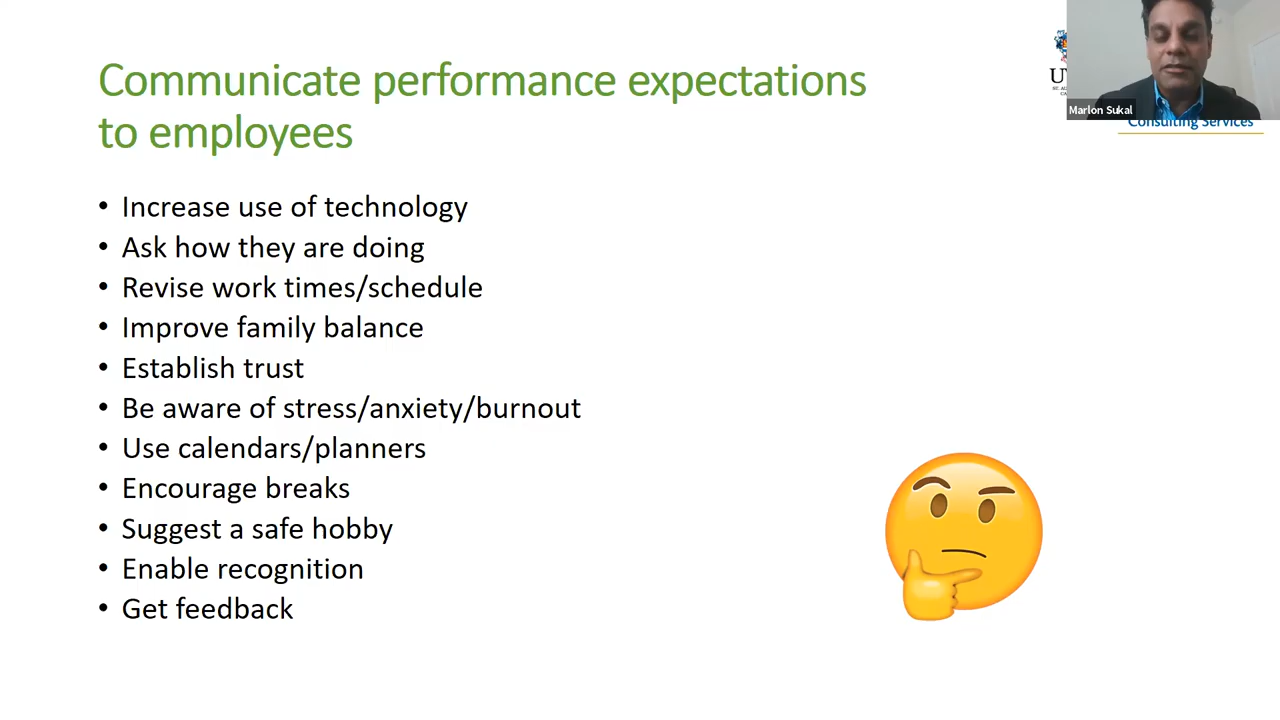 Communicate performance expectations
to employees
• Increase use of technology
• Ask how they are doing
• Revise work times/schedule
• Improve family balance
• Establish trust
• Be aware of stress/anxiety/burnout
• Use calendars/planners
• Encourage breaks
• Suggest a safe hobby
• Enable recognition
• Get feedback
Marlon Sukal
Consulting Services